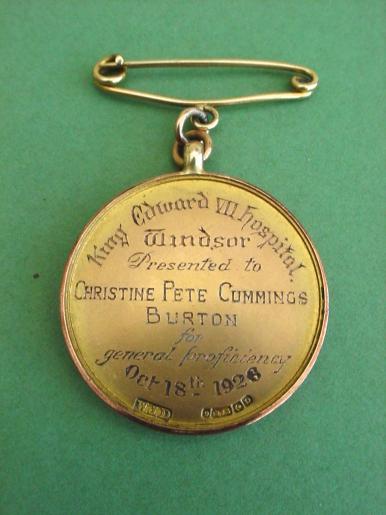 King Edward VII Hospital.
Windsor
Presented to
CHRISTINE PETE CUMMINGS
BURTON
for
general proficiency
Oct 18th 1926